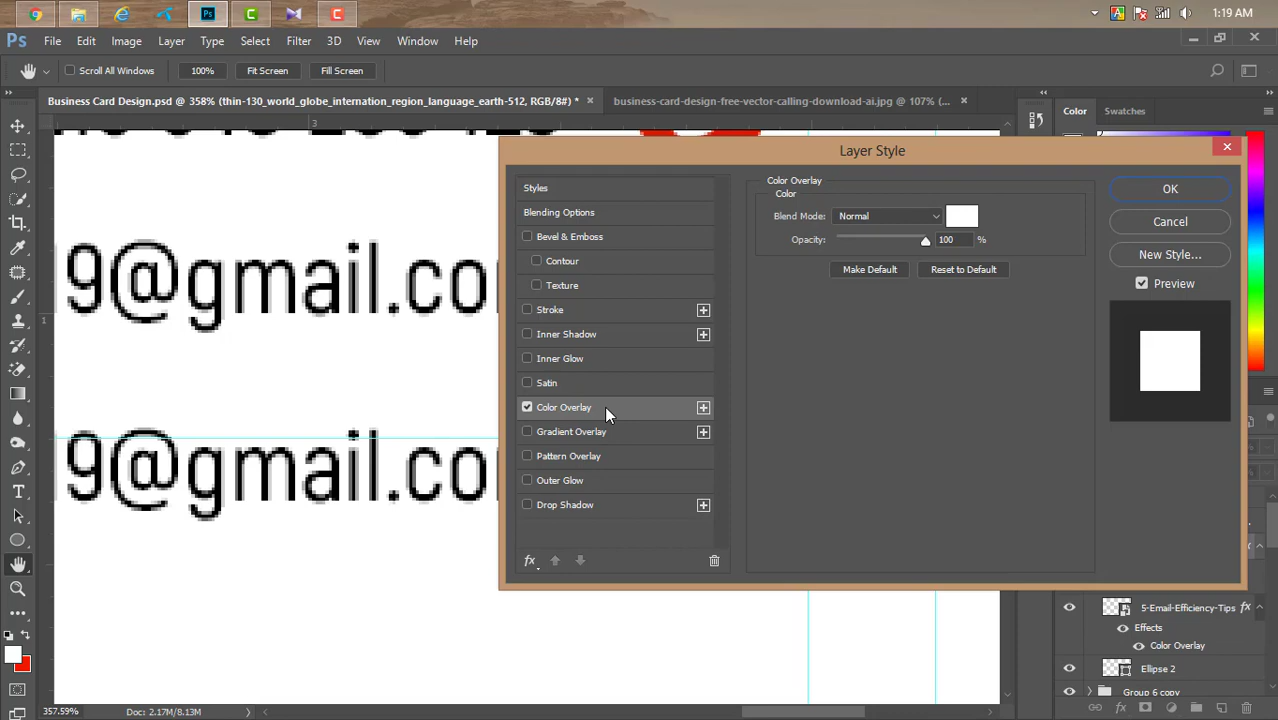 1:19 AM
Ps File Edit Image Layer Type Select Filter 3D View Window Help
Scroll All Windows 100% Fit Screen Fill Screen
Business Card Design.psd @ 358% (thin-130_world_globe_internation_region_language_earth-512, RGB/8#) *
business-card-design-free-vector-calling-download-ai.jpg @ 107% (...
Color Swatches
3
1
9@gmail.co
9@gmail.co
Layer Style
Styles
Blending Options
Bevel & Emboss
Contour
Texture
Stroke
Inner Shadow
Inner Glow
Satin
Color Overlay
Gradient Overlay
Pattern Overlay
Outer Glow
Drop Shadow
fx
Color Overlay
Color
Blend Mode: Normal
Opacity: 100 %
Make Default Reset to Default
OK
Cancel
New Style...
Preview
5-Email-Efficiency-Tips fx
Effects
Color Overlay
Ellipse 2
Group 6 copy
357.59% Doc: 2.17M/8.13M